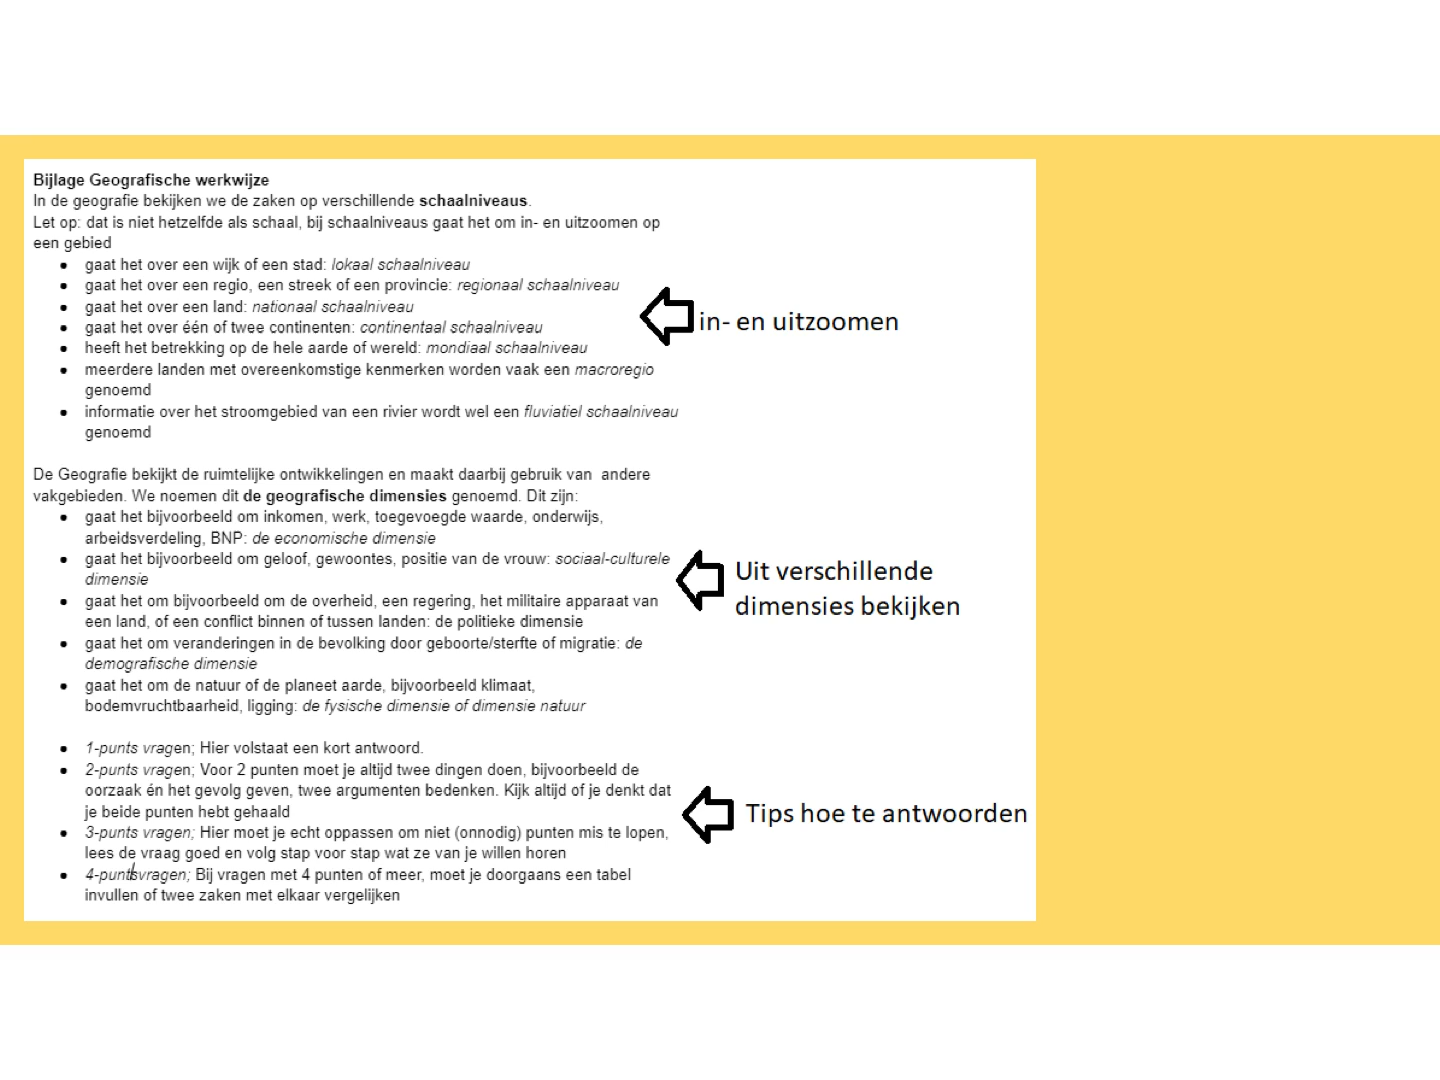 Bijlage Geografische werkwijze
In de geografie bekijken we de zaken op verschillende schaalniveaus.
Let op: dat is niet hetzelfde als schaal, bij schaalniveaus gaat het om in- en uitzoomen op
een gebied
• gaat het over een wijk of een stad: lokaal schaalniveau
• gaat het over een regio, een streek of een provincie: regionaal schaalniveau
• gaat het over een land: nationaal schaalniveau
• gaat het over één of twee continenten: continentaal schaalniveau
• heeft het betrekking op de hele aarde of wereld: mondiaal schaalniveau
• meerdere landen met overeenkomstige kenmerken worden vaak een macroregio
genoemd
• informatie over het stroomgebied van een rivier wordt wel een fluviatiel schaalniveau
genoemd
in- en uitzoomen
De Geografie bekijkt de ruimtelijke ontwikkelingen en maakt daarbij gebruik van andere
vakgebieden. We noemen dit de geografische dimensies genoemd. Dit zijn:
• gaat het bijvoorbeeld om inkomen, werk, toegevoegde waarde, onderwijs,
arbeidsverdeling, BNP: de economische dimensie
• gaat het bijvoorbeeld om geloof, gewoontes, positie van de vrouw: sociaal-culturele
dimensie
• gaat het om bijvoorbeeld om de overheid, een regering, het militaire apparaat van
een land, of een conflict binnen of tussen landen: de politieke dimensie
• gaat het om veranderingen in de bevolking door geboorte/sterfte of migratie: de
demografische dimensie
• gaat het om de natuur of de planeet aarde, bijvoorbeeld klimaat,
bodemvruchtbaarheid, ligging: de fysische dimensie of dimensie natuur
Uit verschillende
dimensies bekijken
• 1-punts vragen; Hier volstaat een kort antwoord.
• 2-punts vragen; Voor 2 punten moet je altijd twee dingen doen, bijvoorbeeld de
oorzaak én het gevolg geven, twee argumenten bedenken. Kijk altijd of je denkt dat
je beide punten hebt gehaald
• 3-punts vragen; Hier moet je echt oppassen om niet (onnodig) punten mis te lopen,
lees de vraag goed en volg stap voor stap wat ze van je willen horen
• 4-punts vragen; Bij vragen met 4 punten of meer, moet je doorgaans een tabel
invullen of twee zaken met elkaar vergelijken
Tips hoe te antwoorden